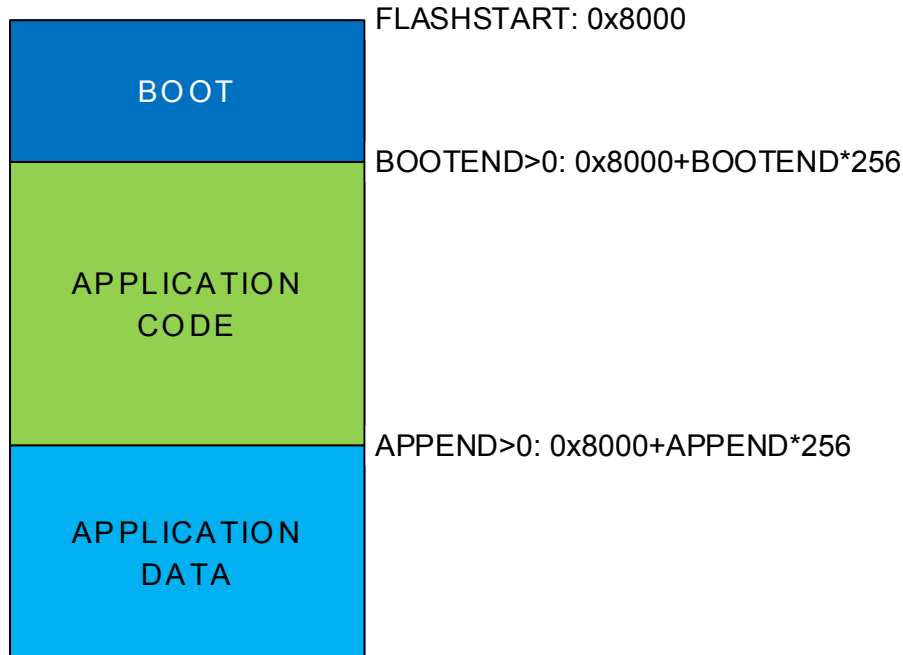 FLASHSTART: 0x8000
BOOT
BOOTEND>0: 0x8000+BOOTEND*256
APPLICATION
CODE
APPEND>0: 0x8000+APPEND*256
APPLICATION
DATA